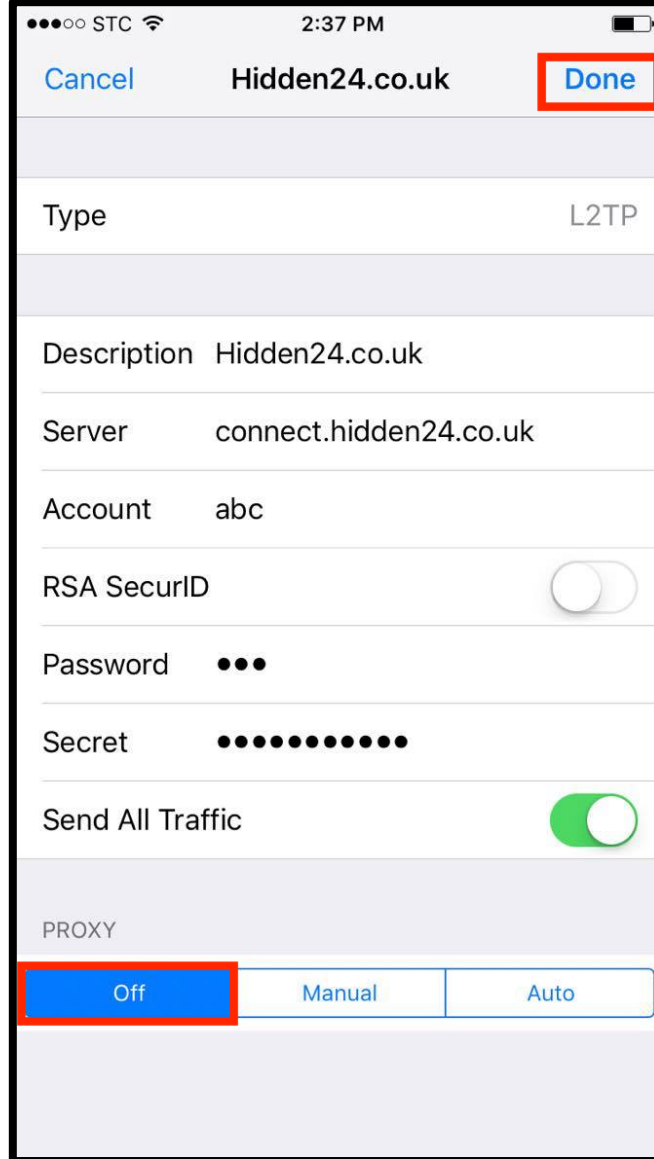 ●●●○○ STC 2:37 PM
Cancel Hidden24.co.uk Done
Type L2TP
Description Hidden24.co.uk
Server connect.hidden24.co.uk
Account abc
RSA SecurID
Password ●●●
Secret ●●●●●●●●●●●
Send All Traffic
PROXY
Off Manual Auto